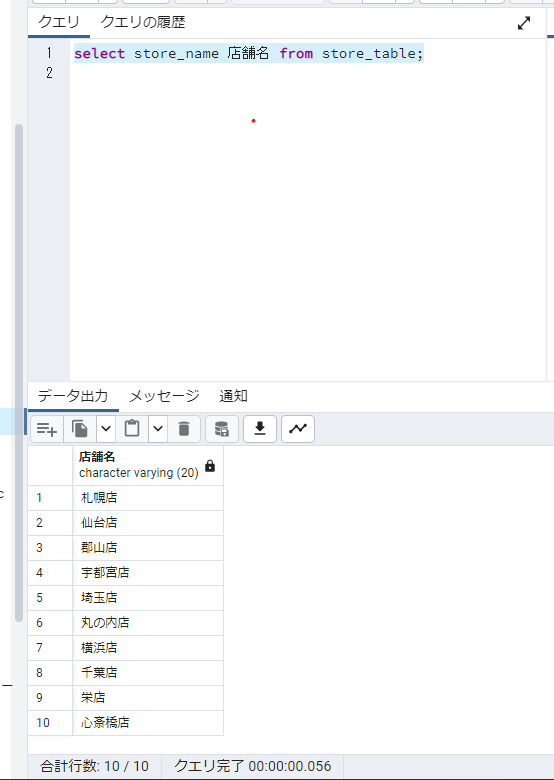 クエリ クエリの履歴
1 select store_name 店舗名 from store_table;
2
データ出力 メッセージ 通知
店舗名
character varying (20)
1 札幌店
2 仙台店
3 郡山店
4 宇都宮店
5 埼玉店
6 丸の内店
7 横浜店
8 千葉店
9 栄店
10 心斎橋店
合計行数: 10 / 10 クエリ完了 00:00:00.056